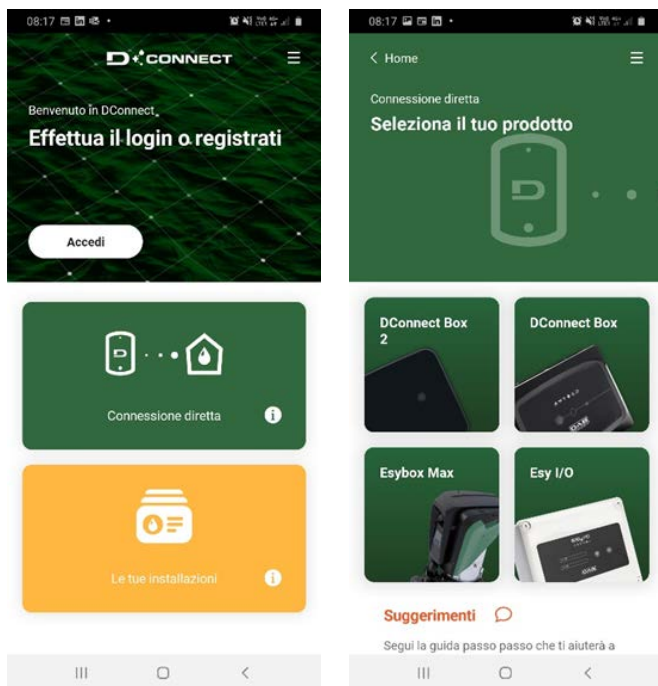 08:17
D CONNECT
Benvenuto in DConnect,
Effettua il login o registrati
Accedi
D
Connessione diretta
Le tue installazioni
08:17
Home
Connessione diretta
Seleziona il tuo prodotto
D
DConnect Box
2
DConnect Box
DAB
Esybox Max
Esy I/O
DAB
Suggerimenti
Segui la guida passo passo che ti aiuterà a